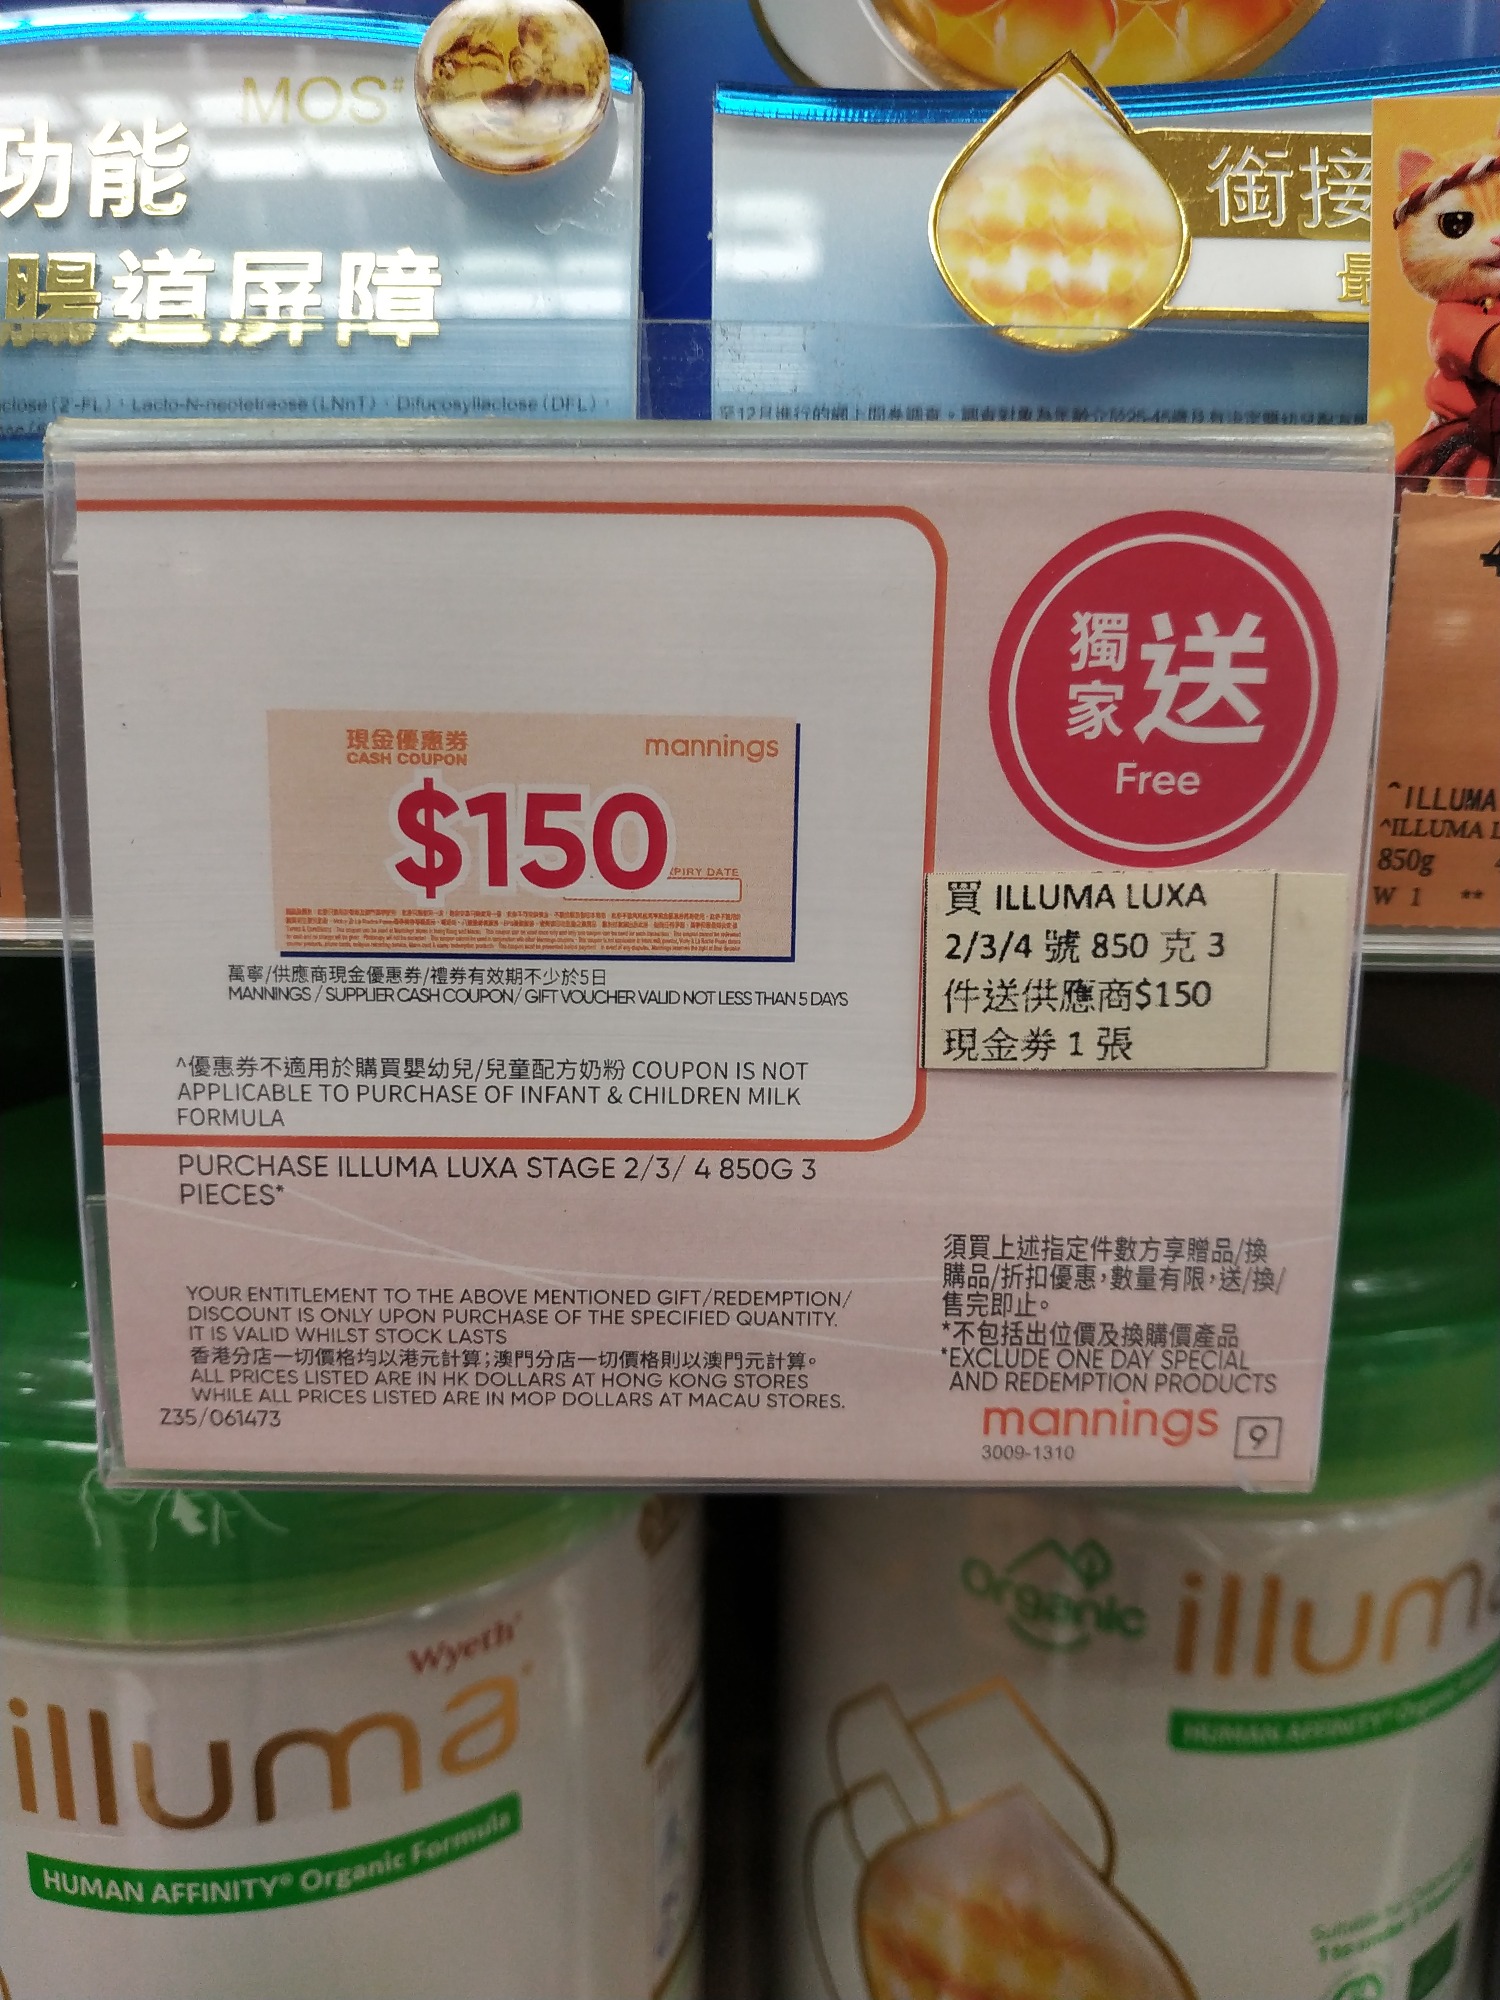 MOS#
功能
腸道屏障
Lacto-N-neotetraose (LNnT)、Difucosyllactose (DFL)、
銜接
最
獨家送
Free
現金優惠券
CASH COUPON
mannings
$150
PIRY DATE
買 ILLUMA LUXA
2/3/4 號 850 克 3
件送供應商$150
現金券 1 張
萬寧/供應商現金優惠券/禮券有效期不少於5日
MANNINGS / SUPPLIER CASH COUPON/ GIFT VOUCHER VALID NOT LESS THAN 5 DAYS
^優惠券不適用於購買嬰幼兒/兒童配方奶粉 COUPON IS NOT
APPLICABLE TO PURCHASE OF INFANT & CHILDREN MILK
FORMULA
PURCHASE ILLUMA LUXA STAGE 2/3/ 4 850G 3
PIECES*
YOUR ENTITLEMENT TO THE ABOVE MENTIONED GIFT/REDEMPTION/
DISCOUNT IS ONLY UPON PURCHASE OF THE SPECIFIED QUANTITY.
IT IS VALID WHILST STOCK LASTS
香港分店一切價格均以港元計算;澳門分店一切價格則以澳門元計算。
ALL PRICES LISTED ARE IN HK DOLLARS AT HONG KONG STORES
WHILE ALL PRICES LISTED ARE IN MOP DOLLARS AT MACAU STORES.
Z35/061473
須買上述指定件數方享贈品/換
購品/折扣優惠,數量有限,送/換/
售完即止。
*不包括出位價及換購價產品
*EXCLUDE ONE DAY SPECIAL
AND REDEMPTION PRODUCTS
mannings
9
3009-1310
^ILLUMA
^ILLUMA L
850g
W 1 **
Wyeth
illuma
HUMAN AFFINITY® Organic Formula
Organic
illuma
HUMAN AFFINITY®